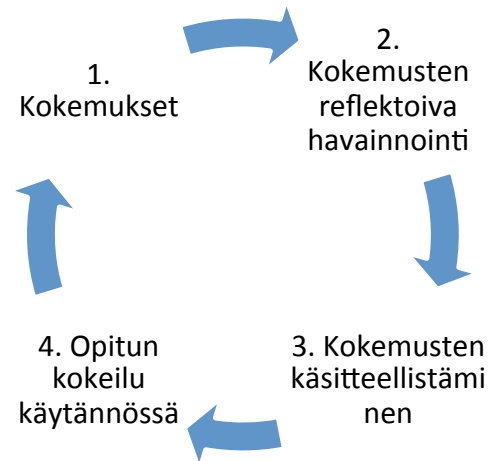 1.
Kokemukset
2.
Kokemusten
reflektoiva
havainnointi
3. Kokemusten
käsitteellistämi
nen
4. Opitun
kokeilu
käytännössä